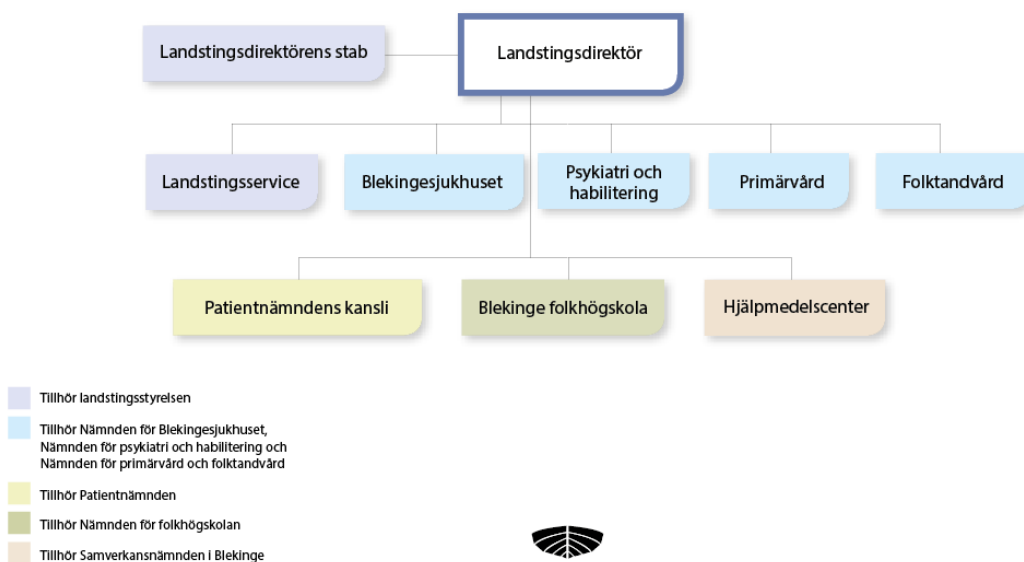 Landstingsdirektörens stab
Landstingsdirektör
Landstingsservice
Blekingesjukhuset
Psykiatri och
habilitering
Primärvård
Folktandvård
Patientnämndens kansli
Blekinge folkhögskola
Hjälpmedelscenter
Tillhör landstingsstyrelsen
Tillhör Nämnden för Blekingesjukhuset,
Nämnden för psykiatri och habilitering och
Nämnden för primärvård och folktandvård
Tillhör Patientnämnden
Tillhör Nämnden för folkhögskolan
Tillhör Samverkansnämnden i Blekinge